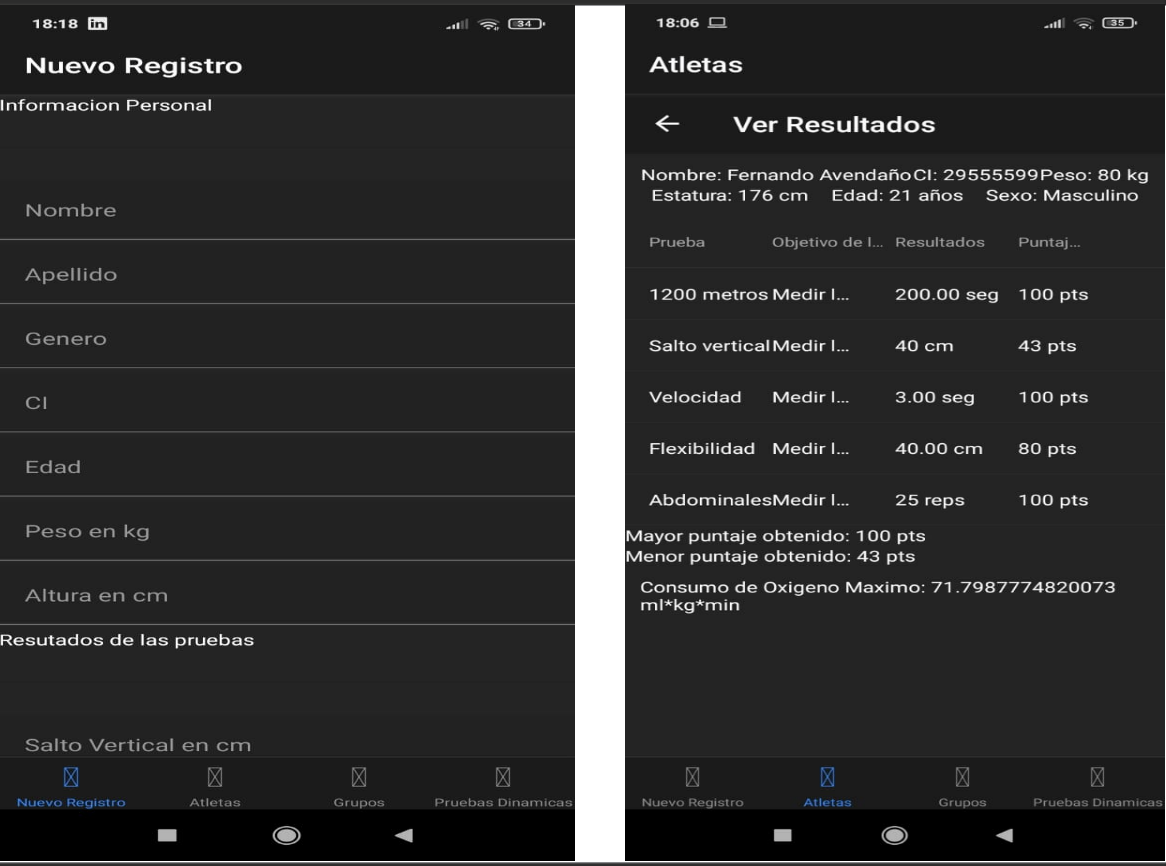 18:18 in 34
Nuevo Registro
Informacion Personal
Nombre
Apellido
Genero
CI
Edad
Peso en kg
Altura en cm
Resutados de las pruebas
Salto Vertical en cm
Nuevo Registro Atletas Grupos Pruebas Dinamicas
18:06 35
Atletas
Ver Resultados
Nombre: Fernando Avendaño CI: 29555599 Peso: 80 kg
Estatura: 176 cm Edad: 21 años Sexo: Masculino
Prueba Objetivo de l... Resultados Puntaj...
1200 metros Medir l... 200.00 seg 100 pts
Salto vertical Medir l... 40 cm 43 pts
Velocidad Medir l... 3.00 seg 100 pts
Flexibilidad Medir l... 40.00 cm 80 pts
Abdominales Medir l... 25 reps 100 pts
Mayor puntaje obtenido: 100 pts
Menor puntaje obtenido: 43 pts
Consumo de Oxigeno Maximo: 71.7987774820073
ml*kg*min
Nuevo Registro Atletas Grupos Pruebas Dinamicas